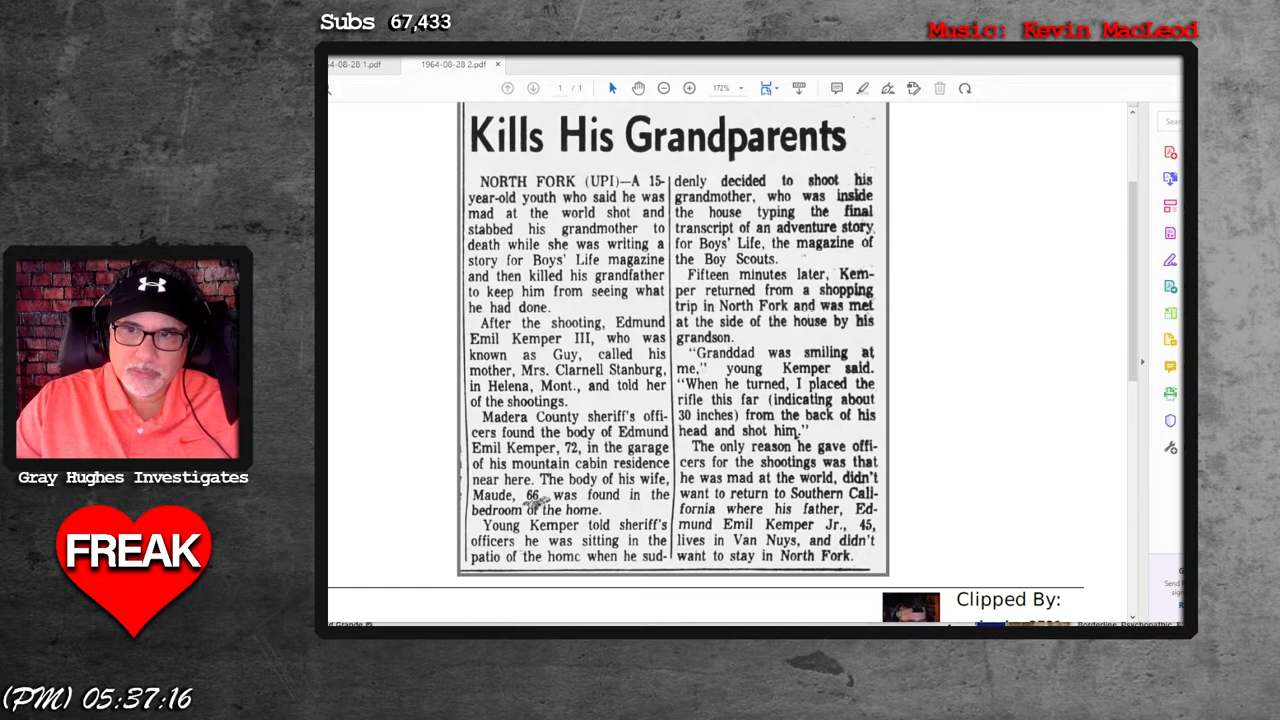 Subs 67,433
Music: Kevin MacLeod
64-08-28 1.pdf
1964-08-28 2.pdf
1 / 1
172%
Kills His Grandparents
NORTH FORK (UPI)—A 15-
year-old youth who said he was
mad at the world shot and
stabbed his grandmother to
death while she was writing a
story for Boys' Life magazine
and then killed his grandfather
to keep him from seeing what
he had done.
After the shooting, Edmund
Emil Kemper III, who was
known as Guy, called his
mother, Mrs. Clarnell Stanburg,
in Helena, Mont., and told her
of the shootings.
Madera County sheriff's offi-
cers found the body of Edmund
Emil Kemper, 72, in the garage
of his mountain cabin residence
near here. The body of his wife,
Maude, 66, was found in the
bedroom of the home.
Young Kemper told sheriff's
officers he was sitting in the
patio of the home when he sud-
denly decided to shoot his
grandmother, who was inside
the house typing the final
transcript of an adventure story
for Boys' Life, the magazine of
the Boy Scouts.
Fifteen minutes later, Kem-
per returned from a shopping
trip in North Fork and was met
at the side of the house by his
grandson.
"Granddad was smiling at
me," young Kemper said.
"When he turned, I placed the
rifle this far (indicating about
30 inches) from the back of his
head and shot him."
The only reason he gave offi-
cers for the shootings was that
he was mad at the world, didn't
want to return to Southern Cali-
fornia where his father, Ed-
mund Emil Kemper Jr., 45,
lives in Van Nuys, and didn't
want to stay in North Fork.
Clipped By:
Sear
Send
Gray Hughes Investigates
FREAK
(PM) 05:37:16